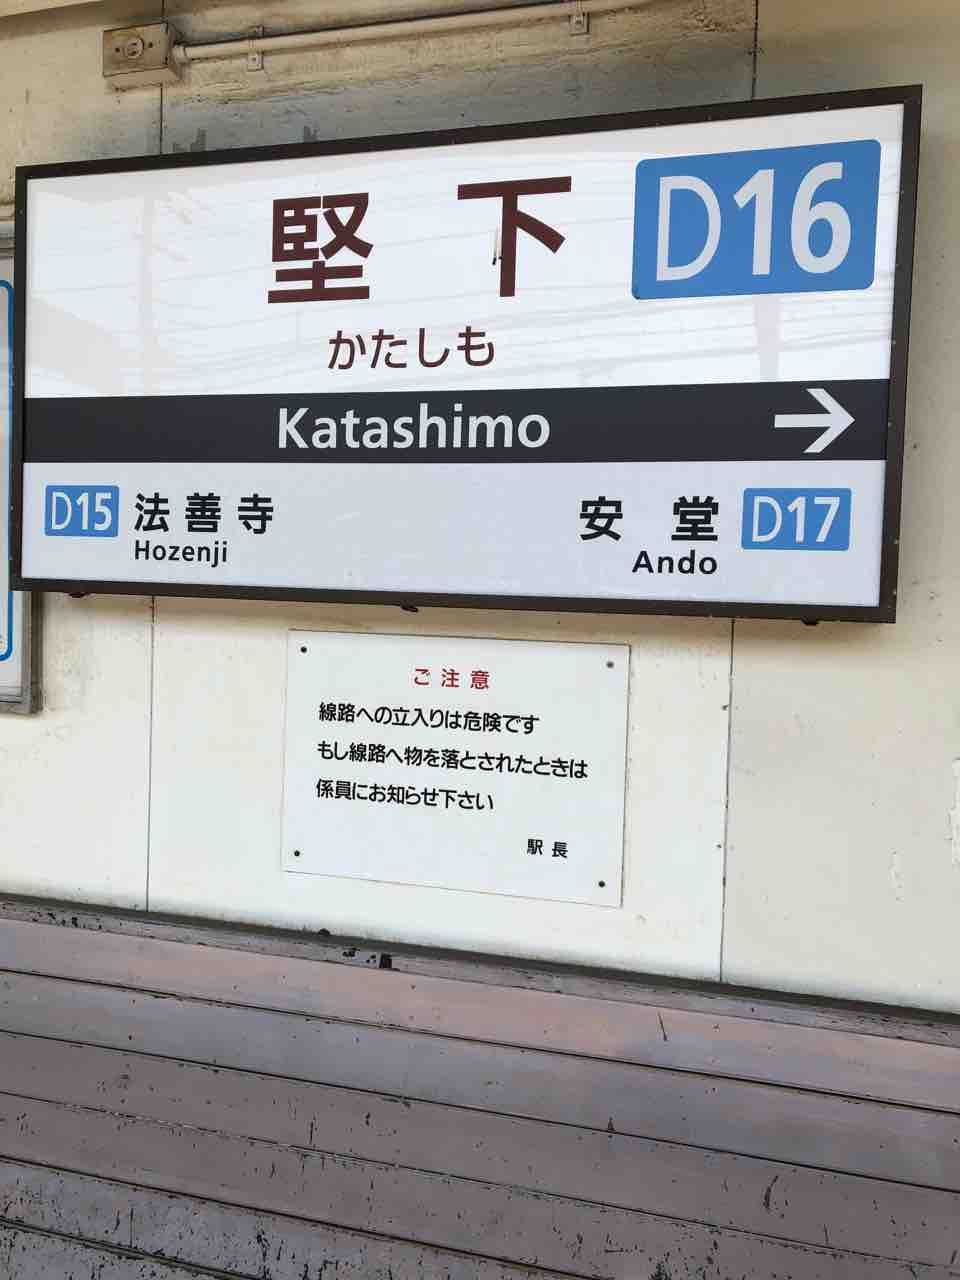 堅下 D16
かたしも
Katashimo →
D15 法善寺 安堂 D17
Hozenji Ando
ご注意
線路への立入りは危険です
もし線路へ物を落とされたときは
係員にお知らせ下さい
駅長